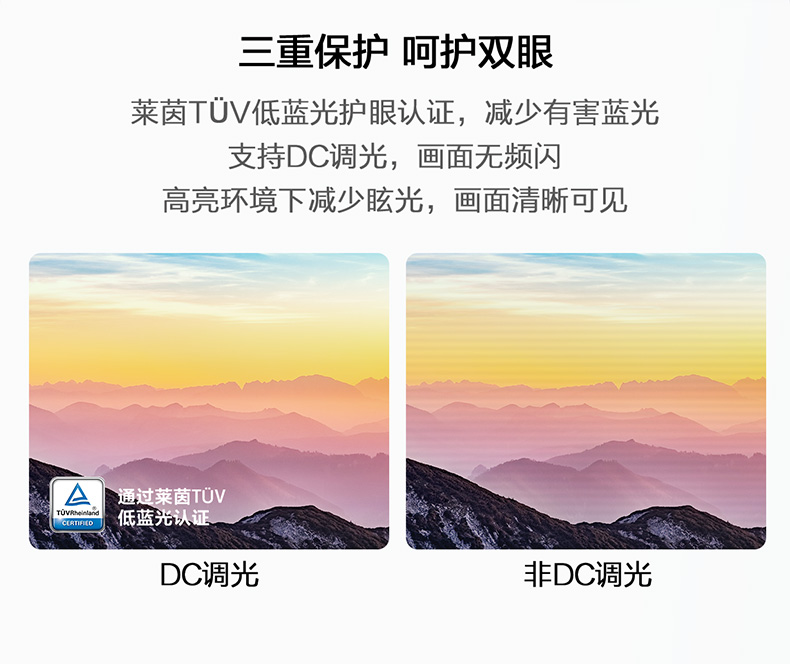 三重保护 呵护双眼
莱茵TÜV低蓝光护眼认证，减少有害蓝光
支持DC调光，画面无频闪
高亮环境下减少眩光，画面清晰可见
TÜVRheinland®
CERTIFIED
通过莱茵TÜV
低蓝光认证
DC调光
非DC调光